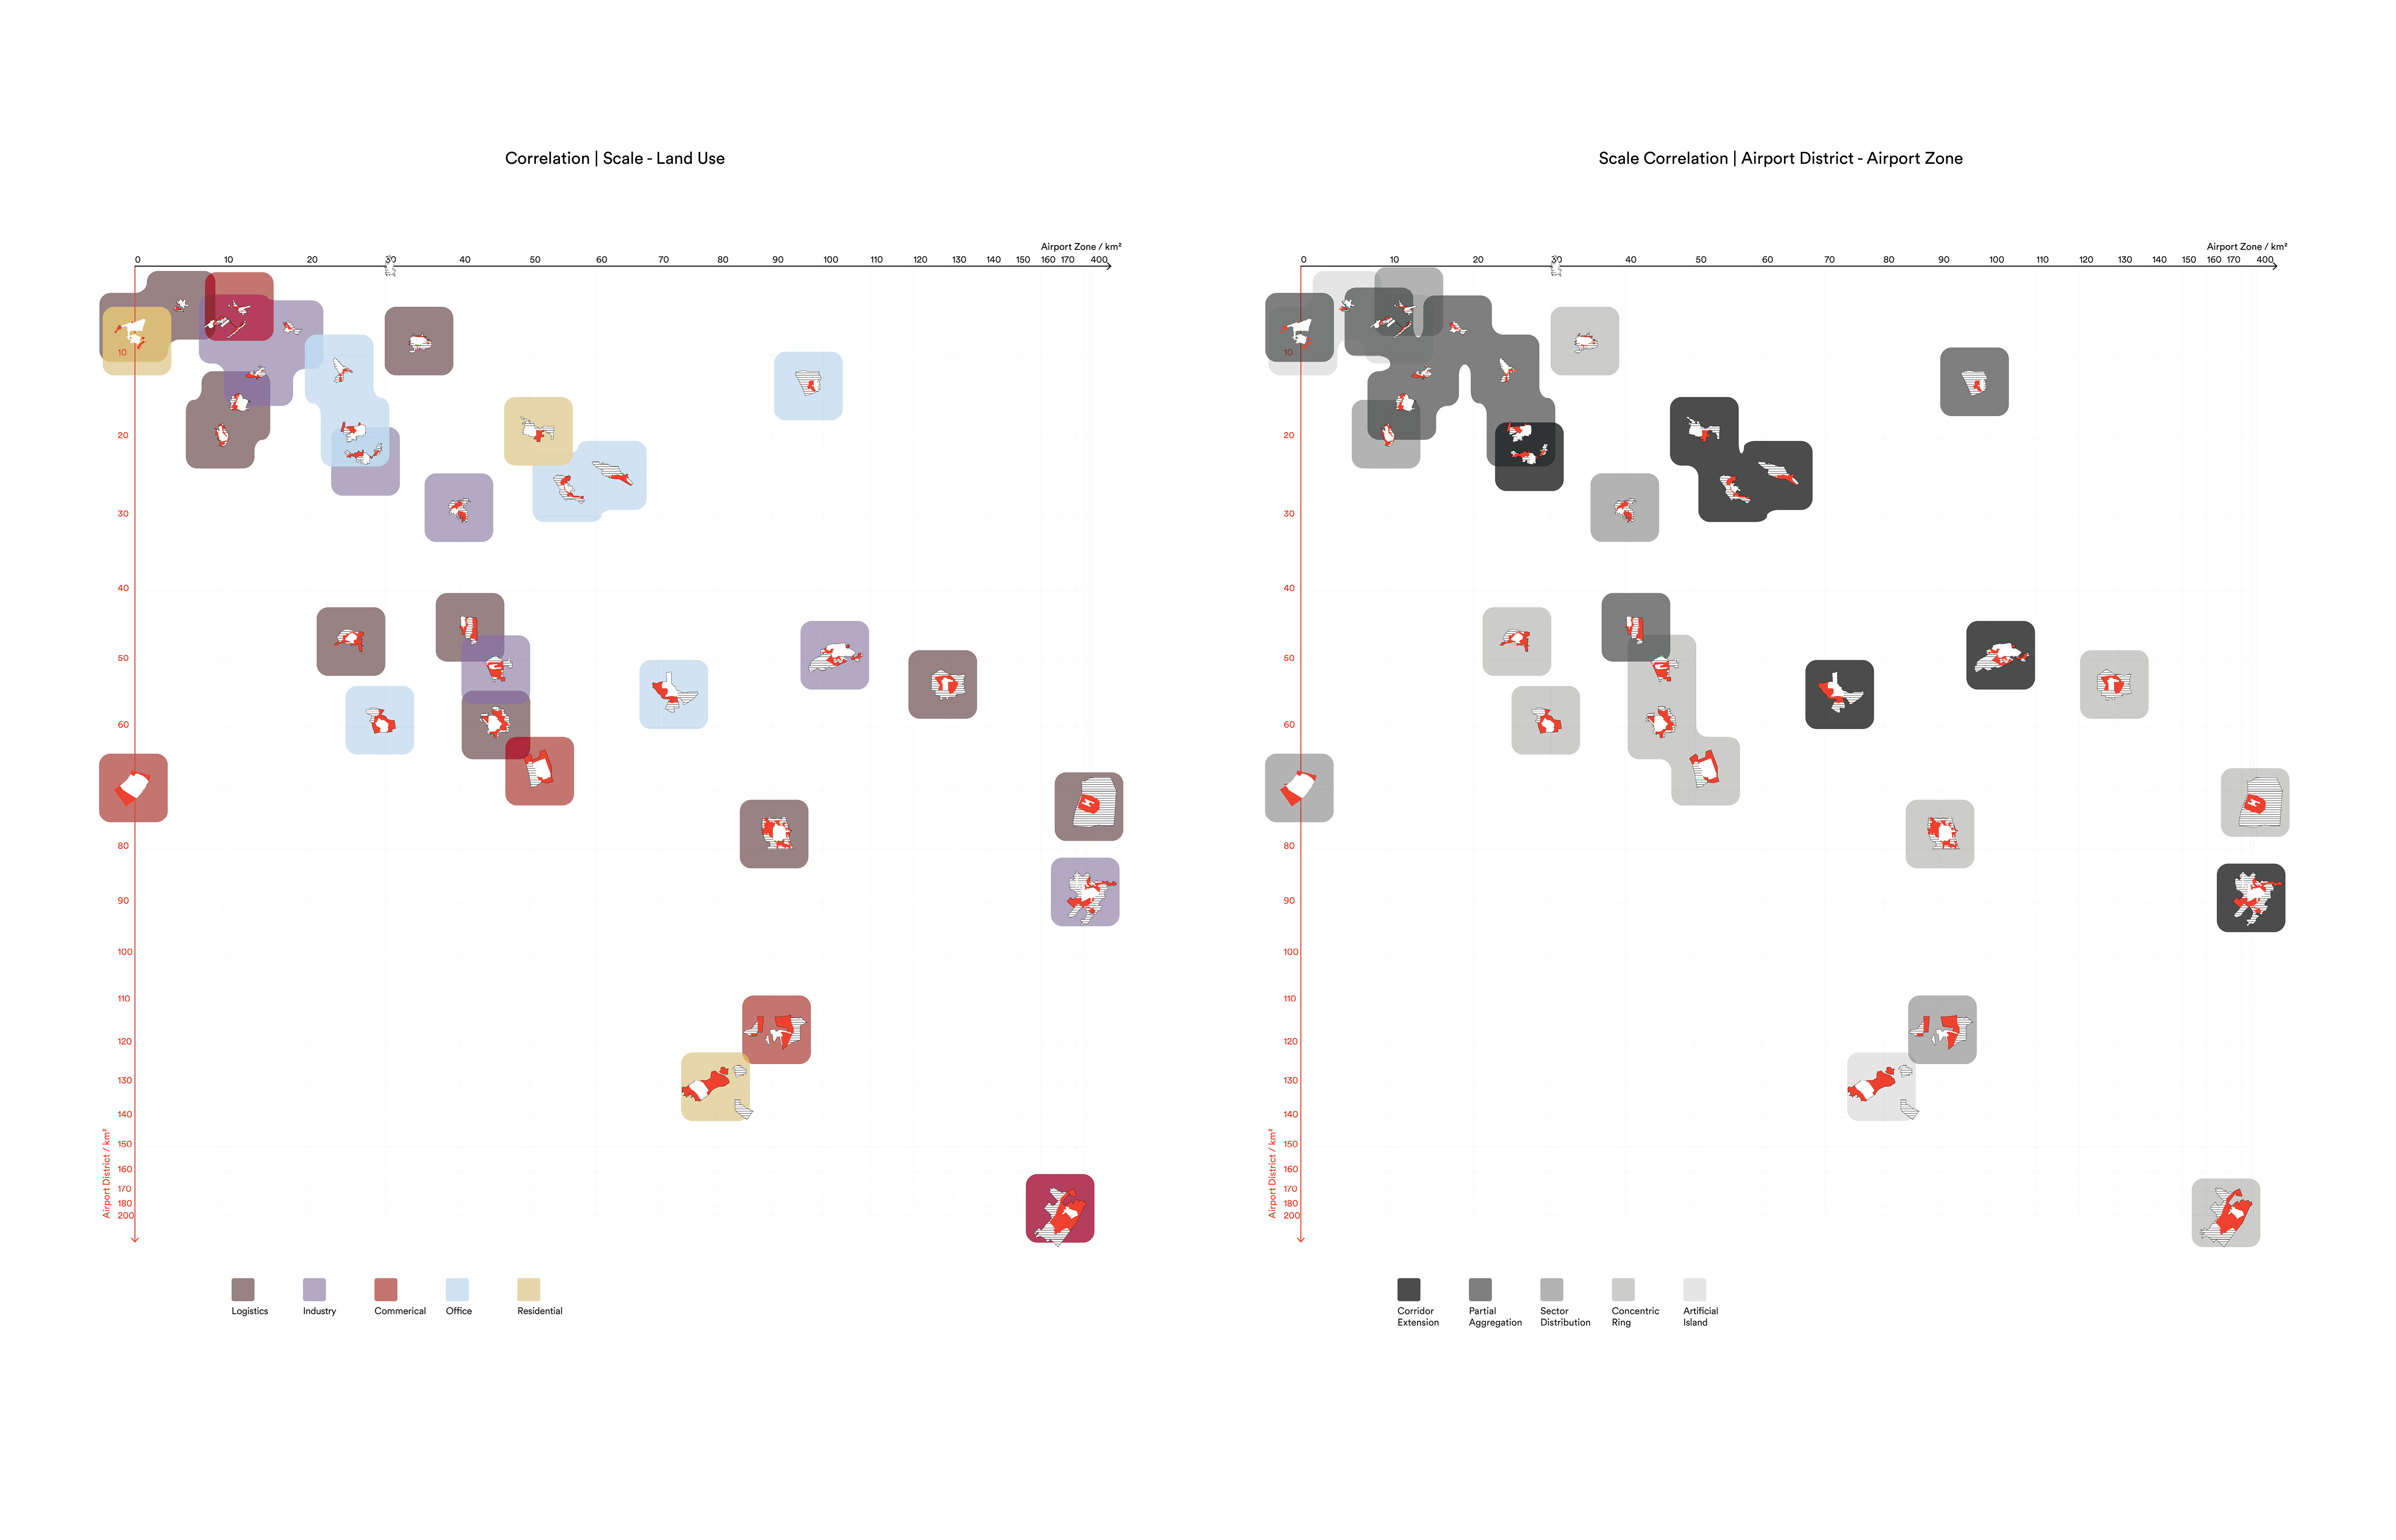 Correlation | Scale - Land Use
Scale Correlation | Airport District - Airport Zone
Airport Zone / km²
0 10 20 30 40 50 60 70 80 90 100 110 120 130 140 150 160 170 400
10
20
30
40
50
60
80
90
100
110
120
130
140
150
160
170
180
200
Airport District / km²
Logistics
Industry
Commerical
Office
Residential
Airport Zone / km²
0 10 20 30 40 50 60 70 80 90 100 110 120 130 140 150 160 170 400
10
20
30
40
50
60
80
90
100
110
120
130
140
150
160
170
180
200
Airport District / km²
Corridor
Extension
Partial
Aggregation
Sector
Distribution
Concentric
Ring
Artificial
Island